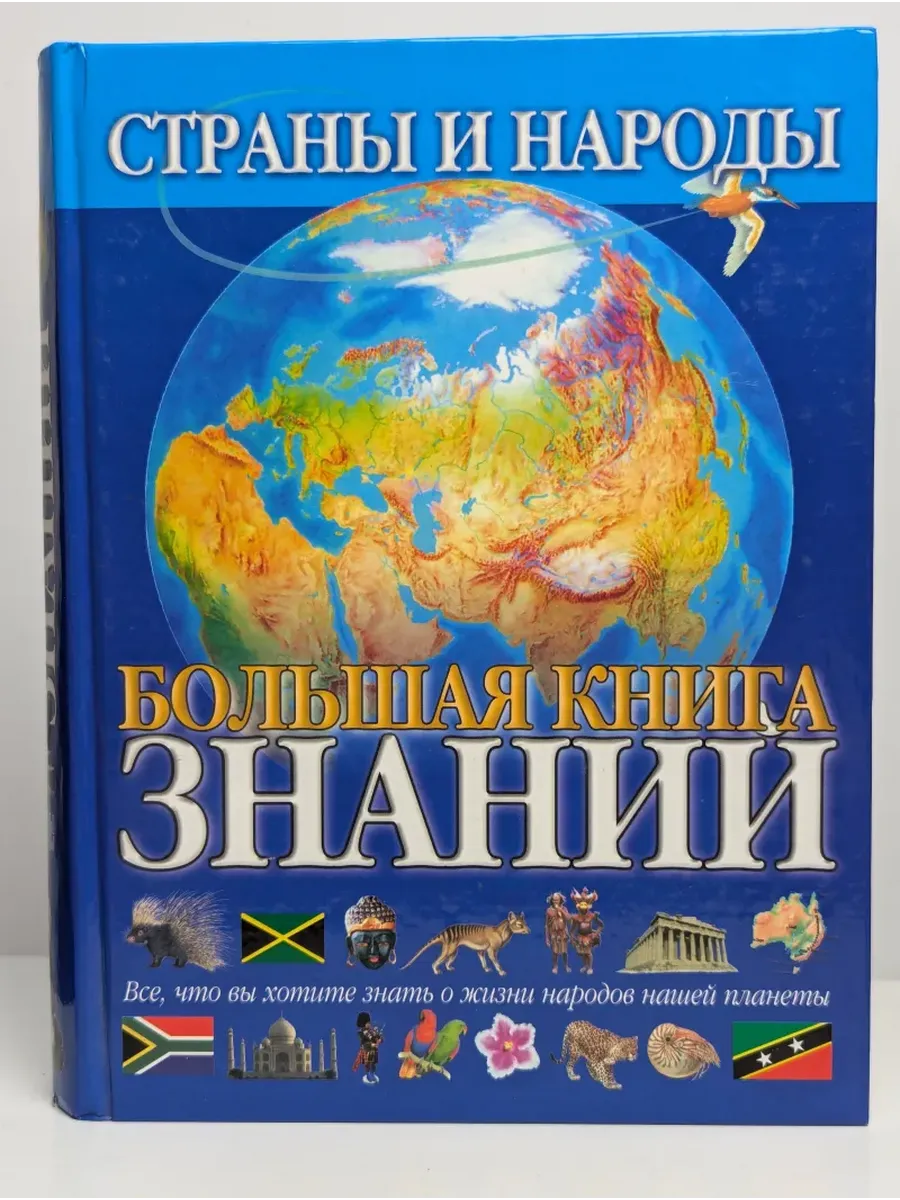 СТРАНЫ И НАРОДЫ
БОЛЬШАЯ КНИГА
ЗНАНИЙ
Все, что вы хотите знать о жизни народов нашей планеты